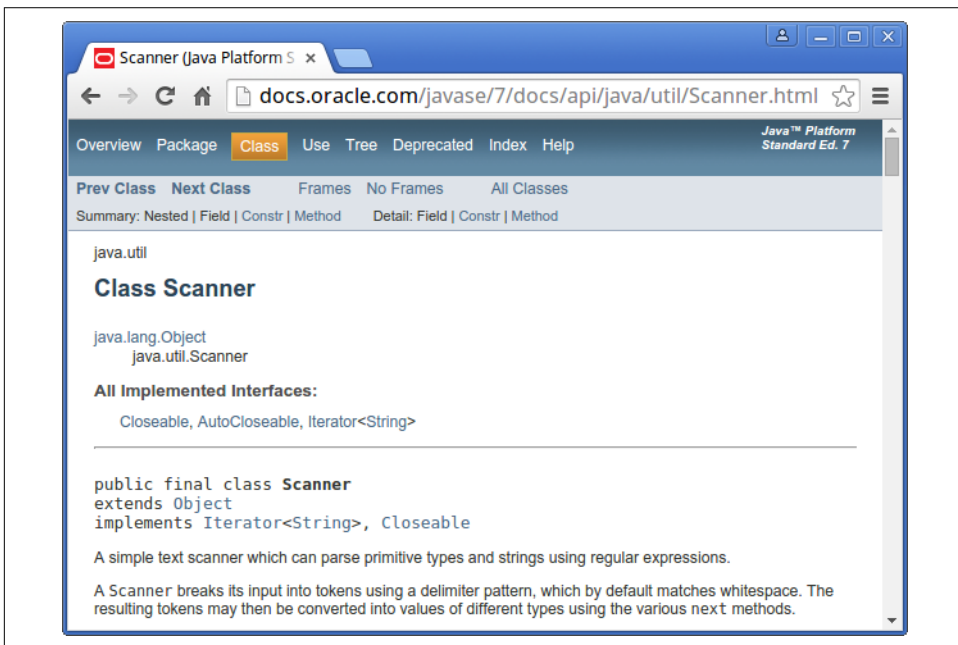 Scanner (Java Platform S
docs.oracle.com/javase/7/docs/api/java/util/Scanner.html
Overview Package Class Use Tree Deprecated Index Help
Java™ Platform
Standard Ed. 7
Prev Class Next Class Frames No Frames All Classes
Summary: Nested | Field | Constr | Method Detail: Field | Constr | Method
java.util
Class Scanner
java.lang.Object
java.util.Scanner
All Implemented Interfaces:
Closeable, AutoCloseable, Iterator<String>
public final class Scanner
extends Object
implements Iterator<String>, Closeable
A simple text scanner which can parse primitive types and strings using regular expressions.
A Scanner breaks its input into tokens using a delimiter pattern, which by default matches whitespace. The
resulting tokens may then be converted into values of different types using the various next methods.